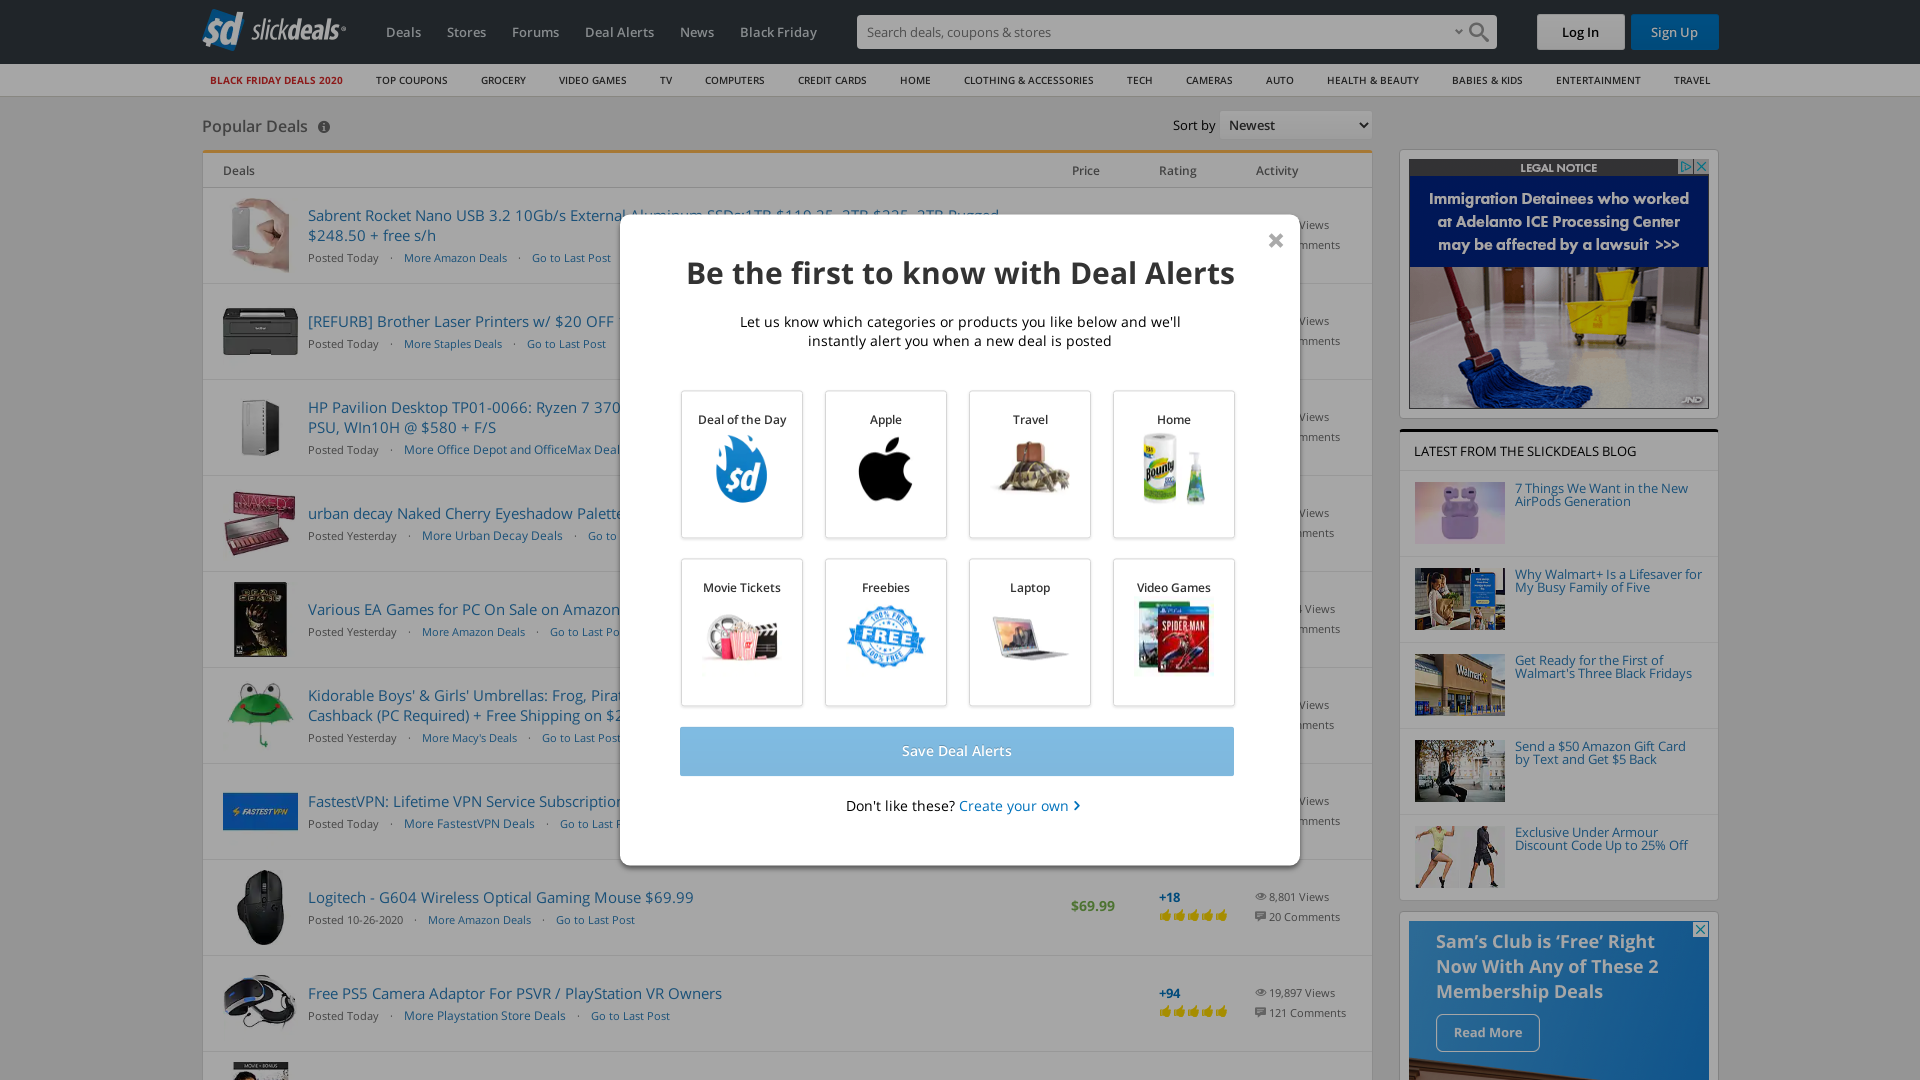 $d slickdeals
Deals
Stores
Forums
Deal Alerts
News
Black Friday
Search deals, coupons & stores
Log In
Sign Up
BLACK FRIDAY DEALS 2020
TOP COUPONS
GROCERY
VIDEO GAMES
TV
COMPUTERS
CREDIT CARDS
HOME
CLOTHING & ACCESSORIES
TECH
CAMERAS
AUTO
HEALTH & BEAUTY
BABIES & KIDS
ENTERTAINMENT
TRAVEL
Popular Deals
Sort by Newest
Deals
Price
Rating
Activity
Sabrent Rocket Nano USB 3.2 10Gb/s External Aluminum SSDs:1TB $119.25, 2TB $225, 2TB Rugged
$248.50 + free s/h
Posted Today · More Amazon Deals · Go to Last Post
Views
mments
[REFURB] Brother Laser Printers w/ $20 OFF
Posted Today · More Staples Deals · Go to Last Post
Views
mments
HP Pavilion Desktop TP01-0066: Ryzen 7 370
PSU, WIn10H @ $580 + F/S
Posted Today · More Office Depot and OfficeMax Deal
Views
mments
urban decay Naked Cherry Eyeshadow Palette
Posted Yesterday · More Urban Decay Deals · Go to
Views
ments
Various EA Games for PC On Sale on Amazon
Posted Yesterday · More Amazon Deals · Go to Last Po
Views
mments
Kidorable Boys' & Girls' Umbrellas: Frog, Pirat
Cashback (PC Required) + Free Shipping on $2
Posted Yesterday · More Macy's Deals · Go to Last Post
Views
ments
FASTESTVPN
FastestVPN: Lifetime VPN Service Subscription
Posted Today · More FastestVPN Deals · Go to Last P
Views
mments
Logitech - G604 Wireless Optical Gaming Mouse $69.99
Posted 10-26-2020 · More Amazon Deals · Go to Last Post
$69.99
+18
8,801 Views
20 Comments
Free PS5 Camera Adaptor For PSVR / PlayStation VR Owners
Posted Today · More Playstation Store Deals · Go to Last Post
+94
19,897 Views
121 Comments
MOVIE + BONUS
Be the first to know with Deal Alerts
Let us know which categories or products you like below and we'll
instantly alert you when a new deal is posted
Deal of the Day
$d
Apple
Travel
Home
Bounty
Movie Tickets
Freebies
100% FREE
FREE
100% FREE
Laptop
Video Games
SPIDER-MAN
Save Deal Alerts
Don't like these? Create your own
LEGAL NOTICE
Immigration Detainees who worked
at Adelanto ICE Processing Center
may be affected by a lawsuit >>>
JND
LATEST FROM THE SLICKDEALS BLOG
7 Things We Want in the New
AirPods Generation
Why Walmart+ Is a Lifesaver for
My Busy Family of Five
Walmart
Get Ready for the First of
Walmart's Three Black Fridays
Send a $50 Amazon Gift Card
by Text and Get $5 Back
Exclusive Under Armour
Discount Code Up to 25% Off
Sam's Club is 'Free' Right
Now With Any of These 2
Membership Deals
Read More